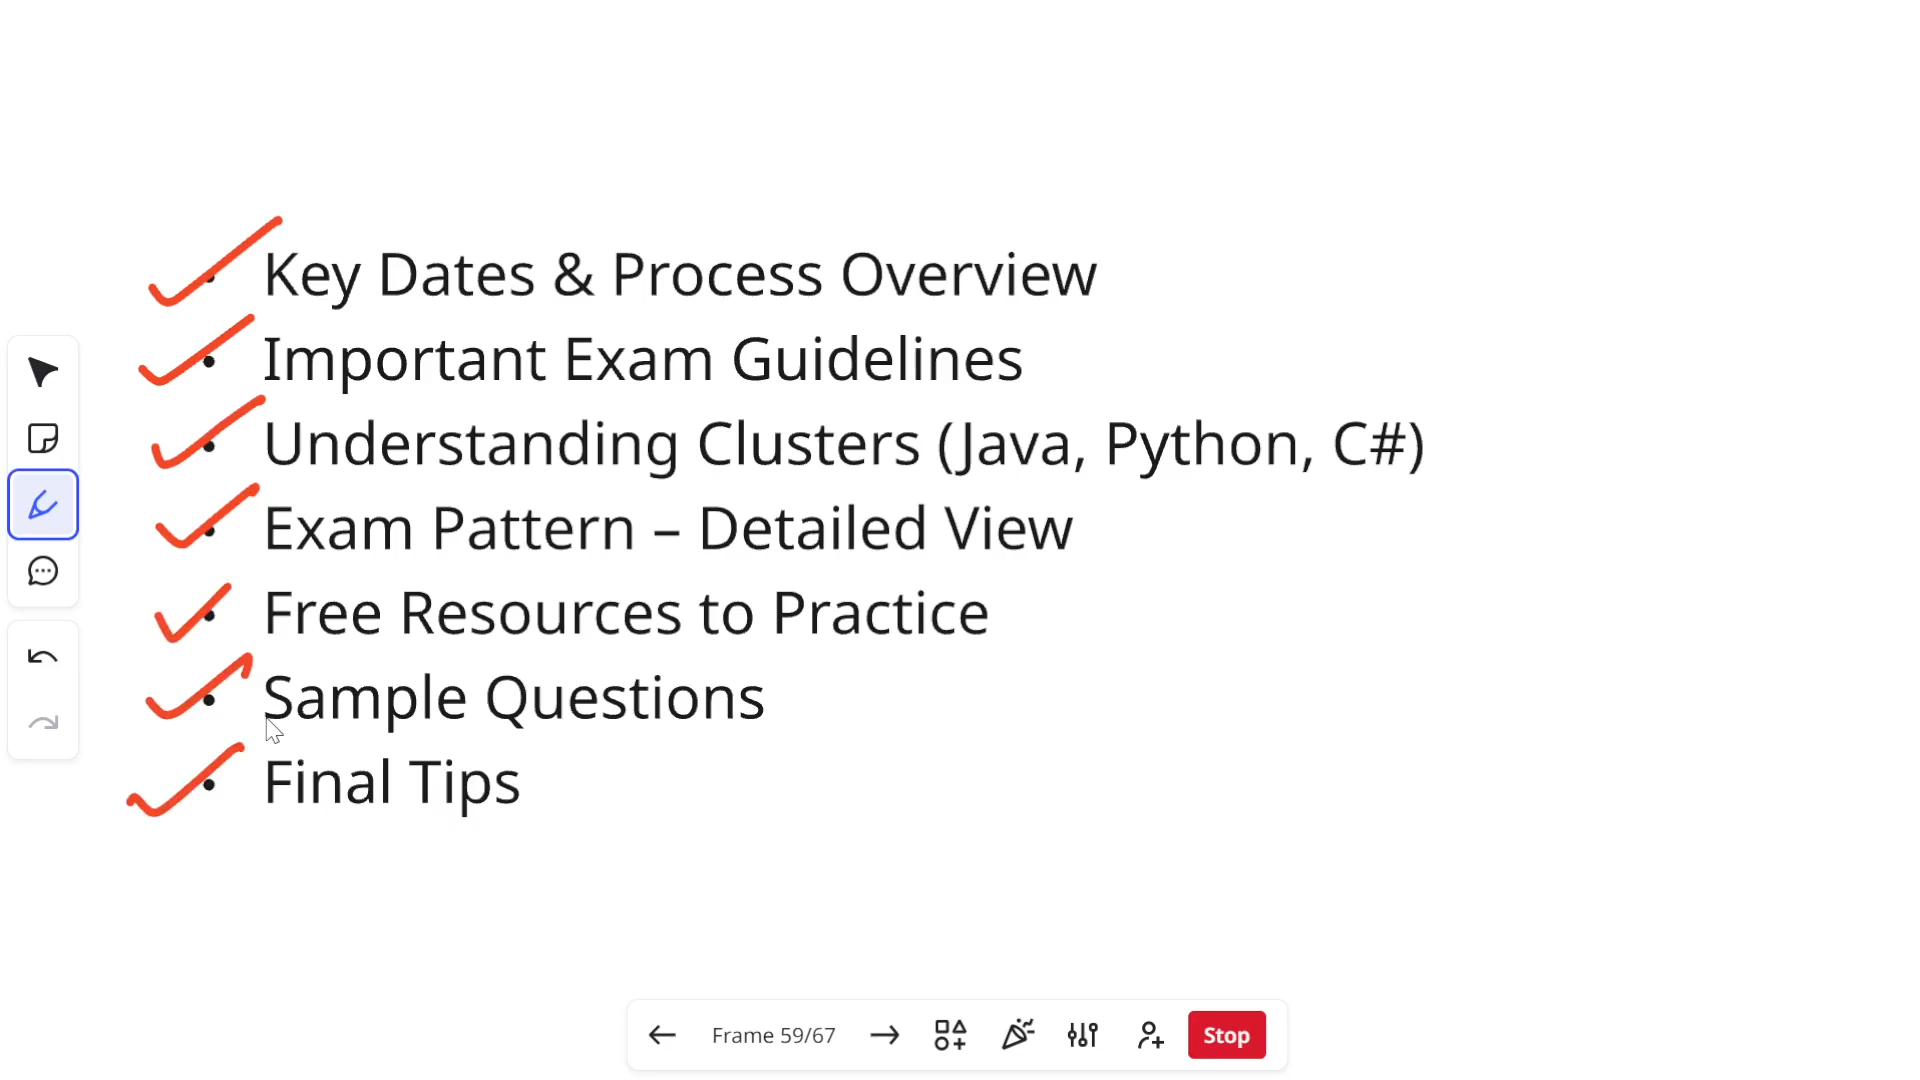 • Key Dates & Process Overview
• Important Exam Guidelines
• Understanding Clusters (Java, Python, C#)
• Exam Pattern – Detailed View
• Free Resources to Practice
• Sample Questions
• Final Tips
Frame 59/67
Stop